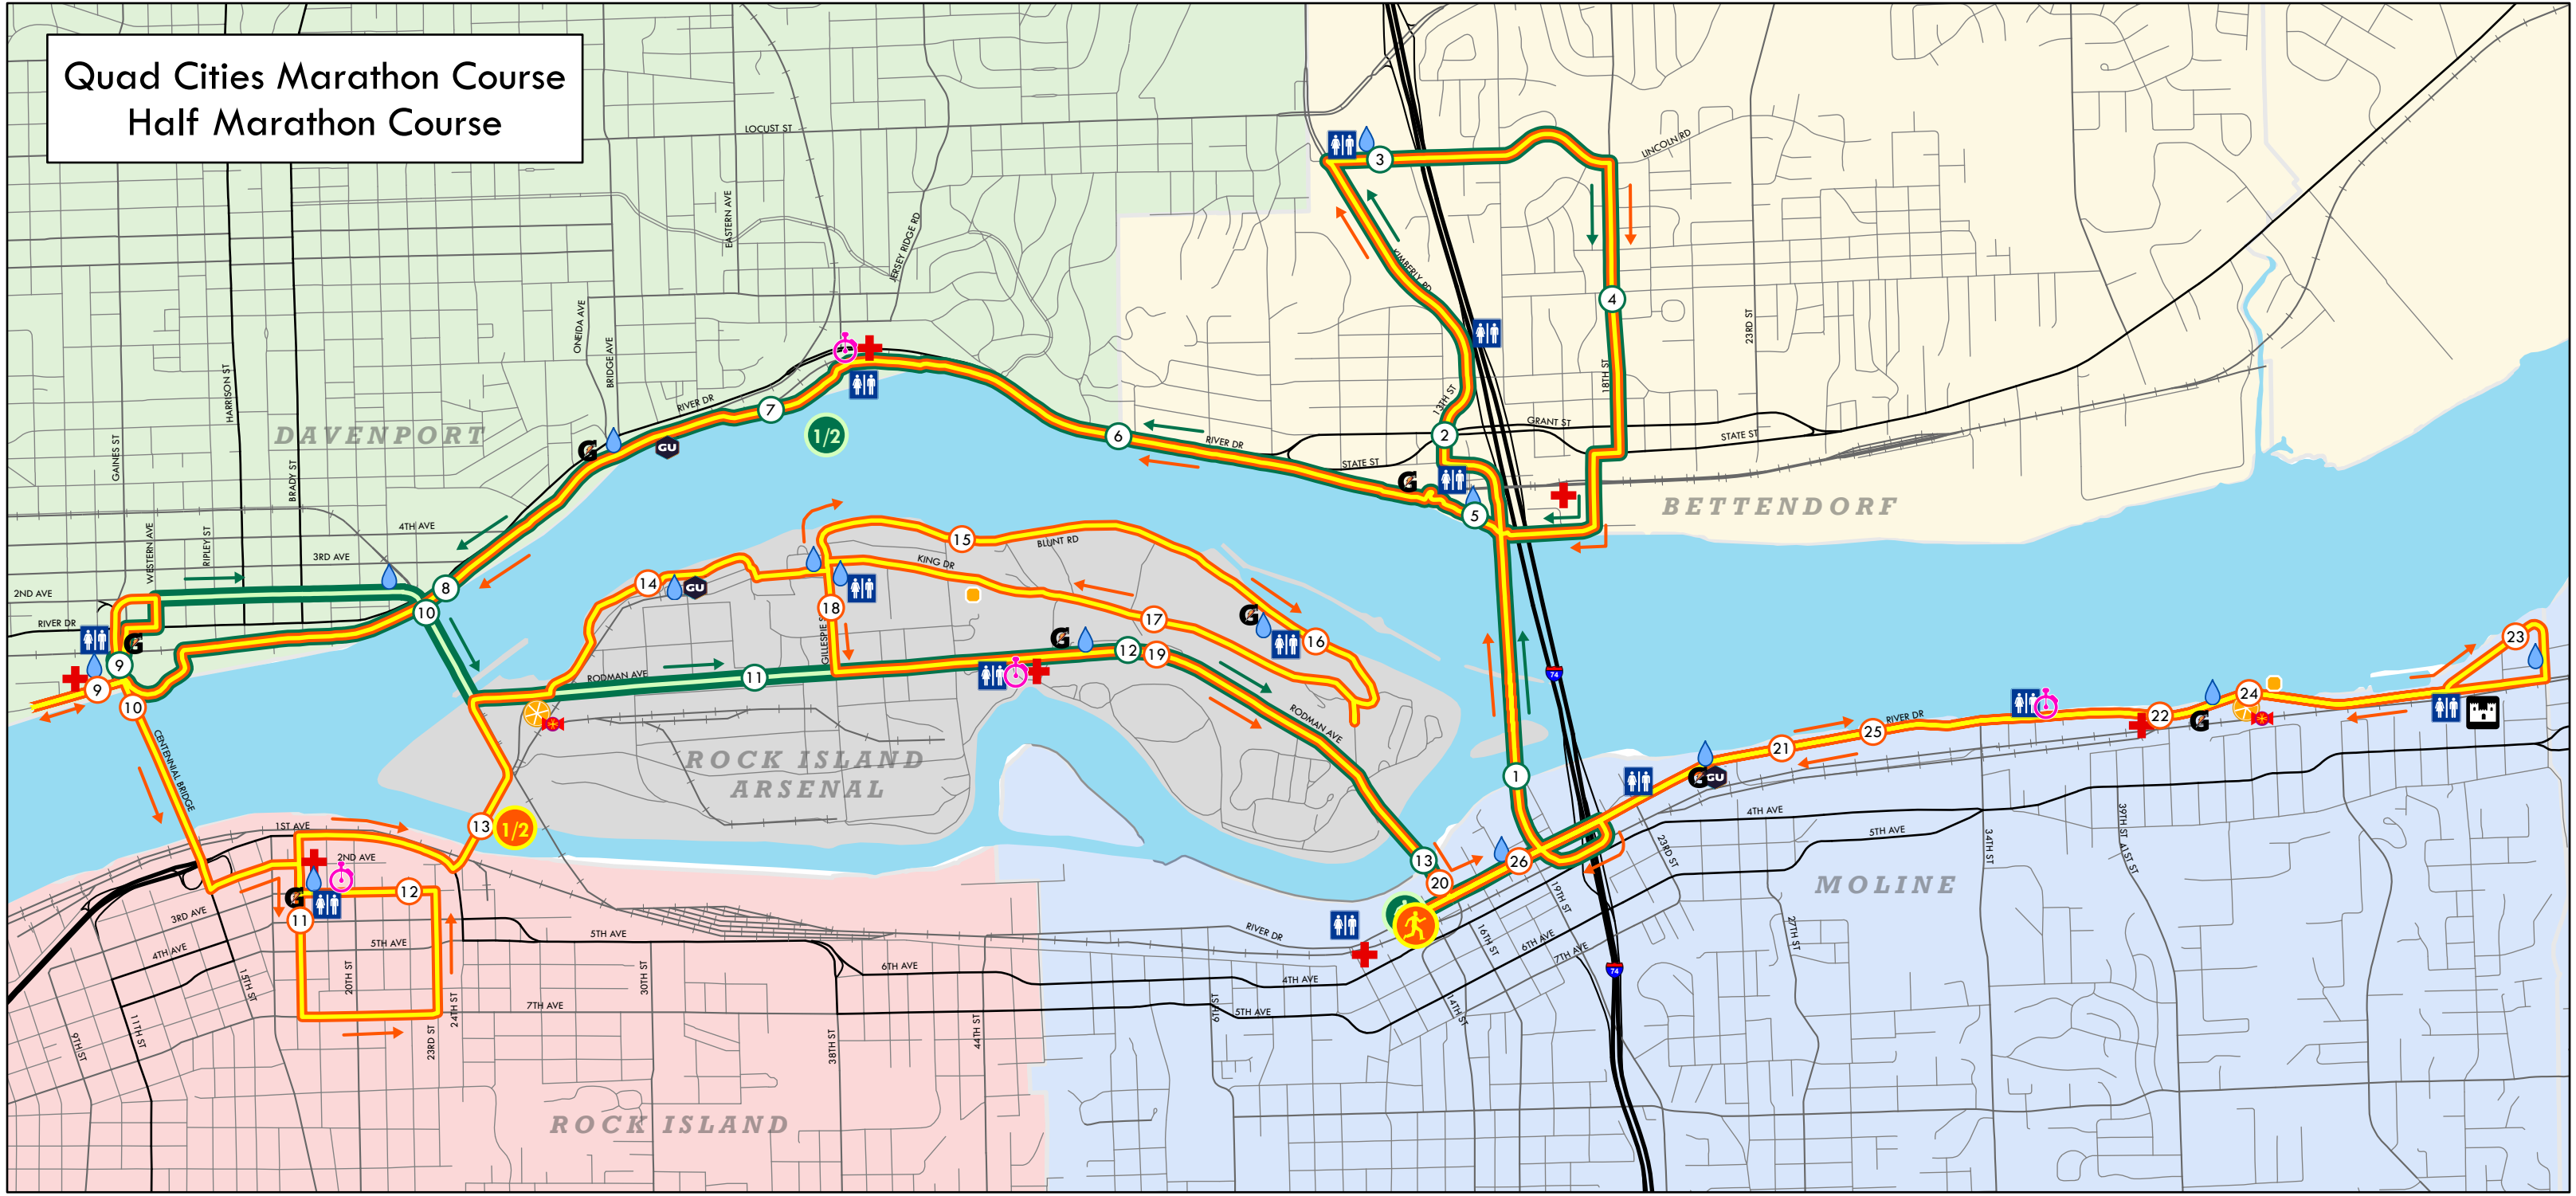 Quad Cities Marathon Course
Half Marathon Course
LOCUST ST
LINCOLN RD
3
EASTERN AVE
JERSEY RIDGE RD
KIMBERLY RD
4
23RD ST
18TH ST
ONEIDA AVE
BRIDGE AVE
HARRISON ST
BRADY ST
GAINES ST
DAVENPORT
RIVER DR
7
1/2
G
GU
6
RIVER DR
13TH ST
2
GRANT ST
STATE ST
STATE ST
G
5
BETTENDORF
4TH AVE
3RD AVE
WESTERN AVE
RIPLEY ST
2ND AVE
RIVER DR
8
10
G
9
9
10
15
BLUNT RD
KING DR
14
GU
18
GILLESPIE S
17
G
16
G
12
19
RODMAN AVE
11
RODMAN AVE
ROCK ISLAND
ARSENAL
74
1
23
24
22
G
RIVER DR
25
21
G
GU
CENTENNIAL BRIDGE
1ST AVE
2ND AVE
13
1/2
G
11
12
3RD AVE
4TH AVE
5TH AVE
5TH AVE
6TH AVE
7TH AVE
9TH ST
11TH ST
15TH ST
20TH ST
23RD ST
24TH ST
30TH ST
38TH ST
44TH ST
ROCK ISLAND
13
20
26
4TH AVE
5TH AVE
23RD ST
19TH ST
16TH ST
14TH ST
6TH AVE
7TH AVE
RIVER DR
4TH AVE
5TH AVE
6TH ST
27TH ST
34TH ST
39TH ST
41ST ST
MOLINE
74